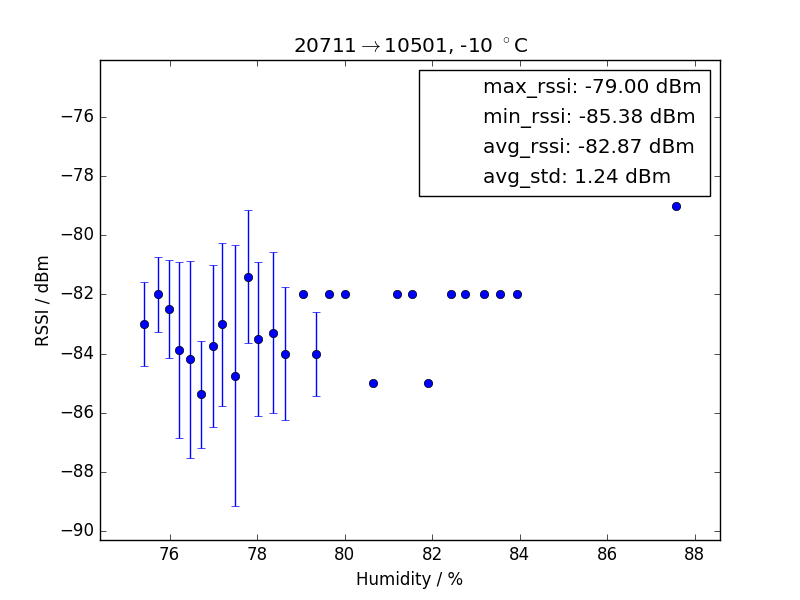 20711→10501, -10 °C
max_rssi: -79.00 dBm
min_rssi: -85.38 dBm
avg_rssi: -82.87 dBm
avg_std: 1.24 dBm
RSSI / dBm
−76
−78
−80
−82
−84
−86
−88
−90
76 78 80 82 84 86 88
Humidity / %